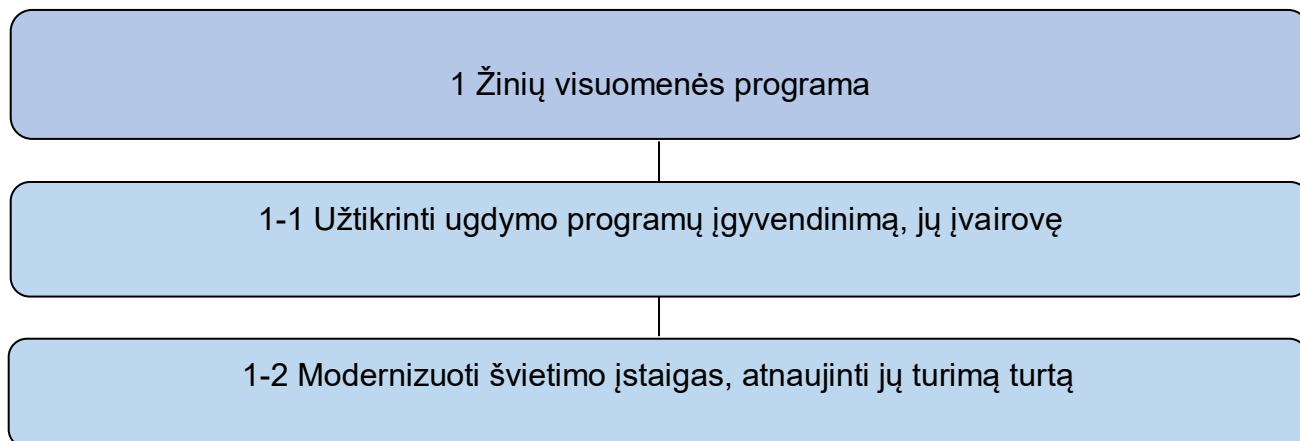 1 Žinių visuomenės programa
1-1 Užtikrinti ugdymo programų įgyvendinimą, jų įvairovę
1-2 Modernizuoti švietimo įstaigas, atnaujinti jų turimą turtą